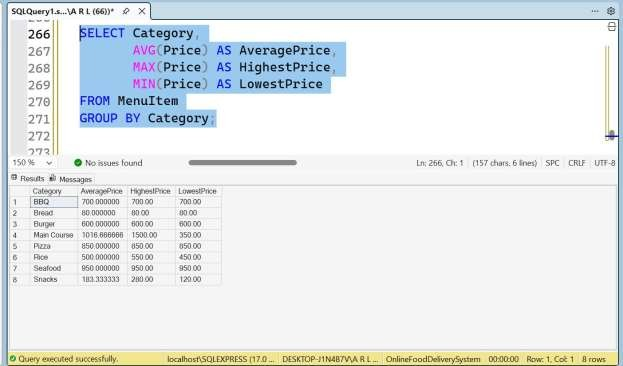 SQLQuery1.s...\A R L (66))*
266 SELECT Category,
267 AVG(Price) AS AveragePrice,
268 MAX(Price) AS HighestPrice,
269 MIN(Price) AS LowestPrice
270 FROM MenuItem
271 GROUP BY Category;
272
273
150 % No issues found Ln: 266, Ch: 1 (157 chars, 6 lines) SPC CRLF UTF-8
Results Messages
Category AveragePrice HighestPrice LowestPrice
1 BBQ 700.000000 700.00 700.00
2 Bread 80.000000 80.00 80.00
3 Burger 600.000000 600.00 600.00
4 Main Course 1016.666666 1500.00 350.00
5 Pizza 850.000000 850.00 850.00
6 Rice 500.000000 550.00 450.00
7 Seafood 950.000000 950.00 950.00
8 Snacks 183.333333 280.00 120.00
Query executed successfully. localhost\SQLEXPRESS (17.0 ... DESKTOP-J1N4B7V\A R L ... OnlineFoodDeliverySystem 00:00:00 Row: 1, Col: 1 8 rows